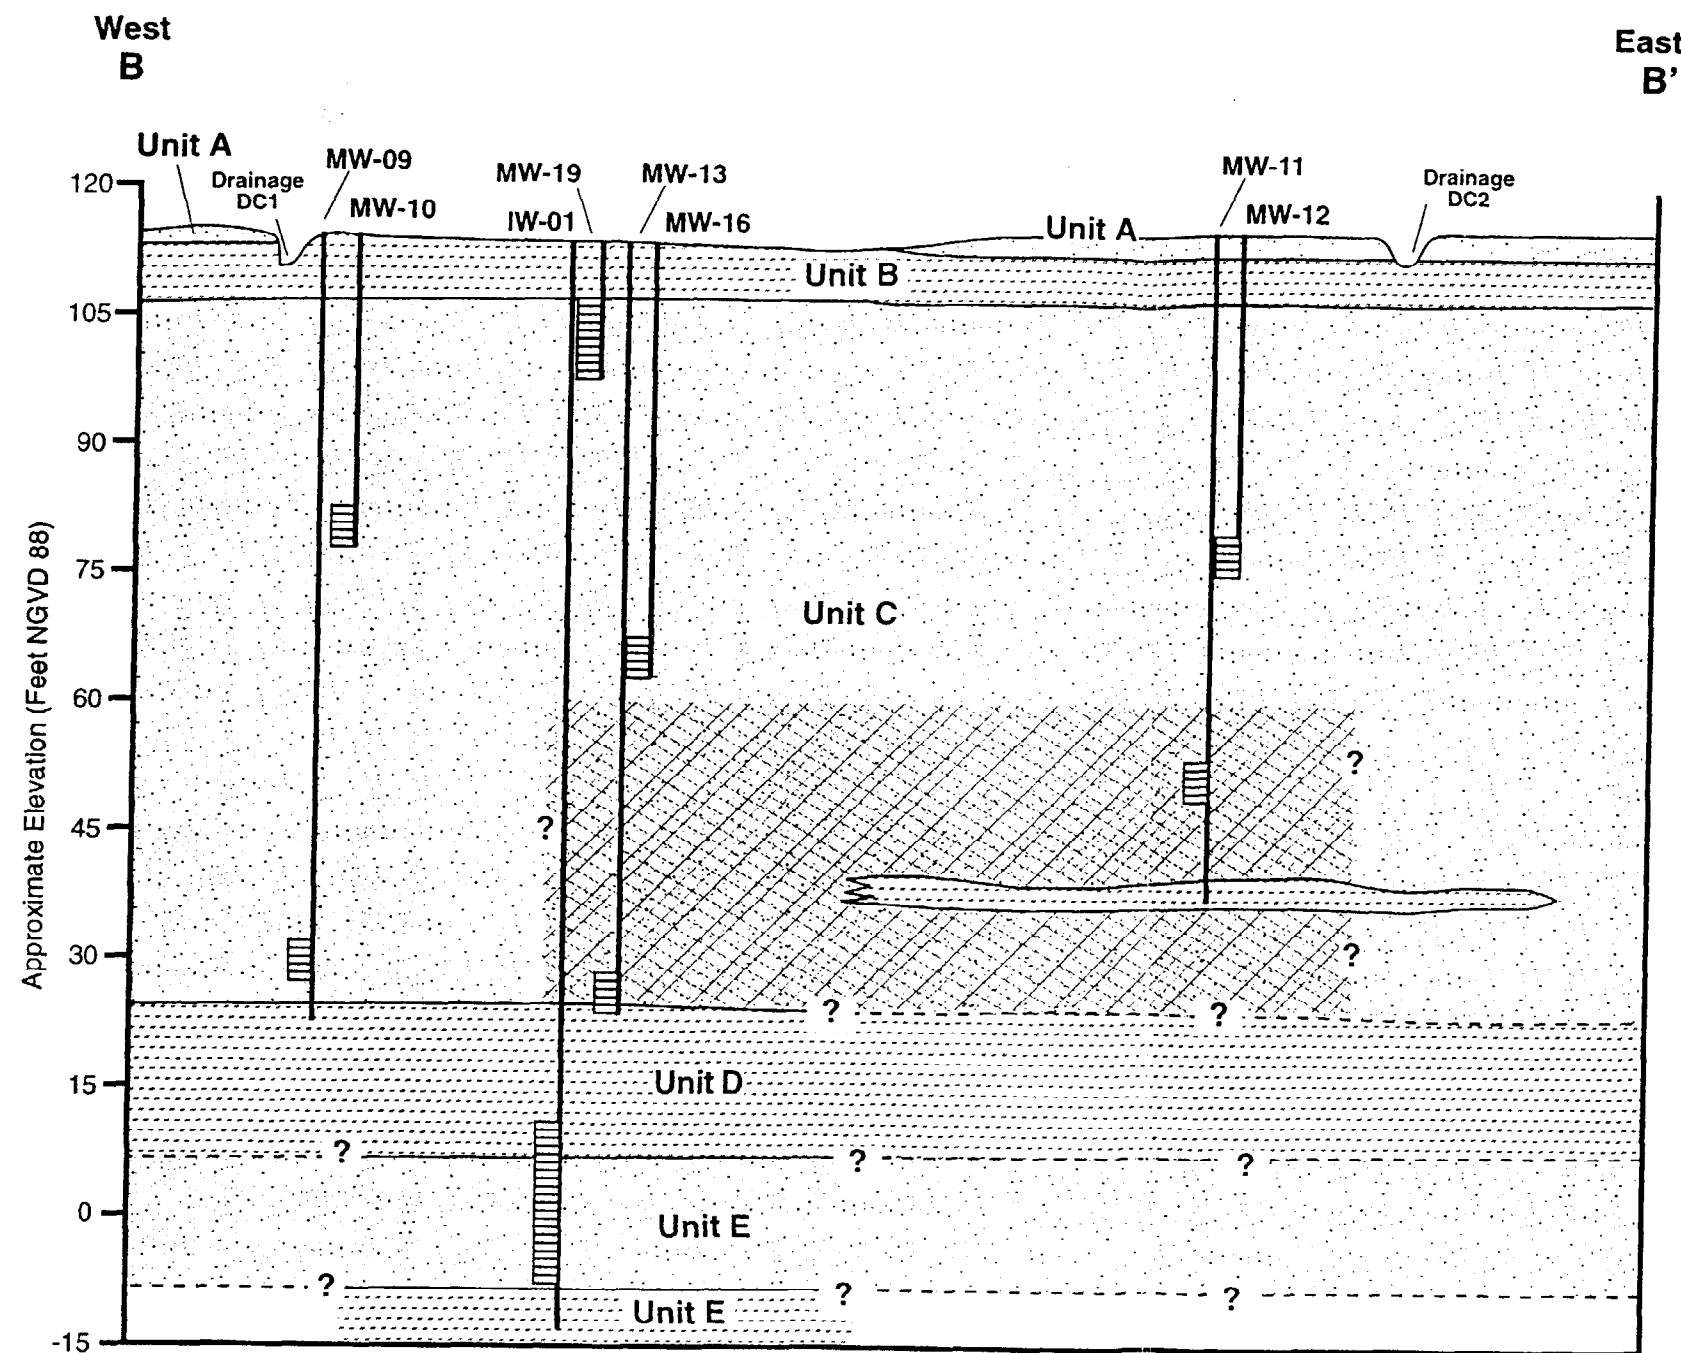 West
B
East
B'
Unit A
MW-09
MW-19
MW-13
MW-11
Drainage
DC1
Drainage
DC2
MW-10
IW-01
MW-16
MW-12
Unit A
120
Unit B
105
90
75
Unit C
60
?
45
?
30
?
?
?
Unit D
15
?
?
?
0
Unit E
?
?
?
Unit E
-15
Approximate Elevation (Feet NGVD 88)